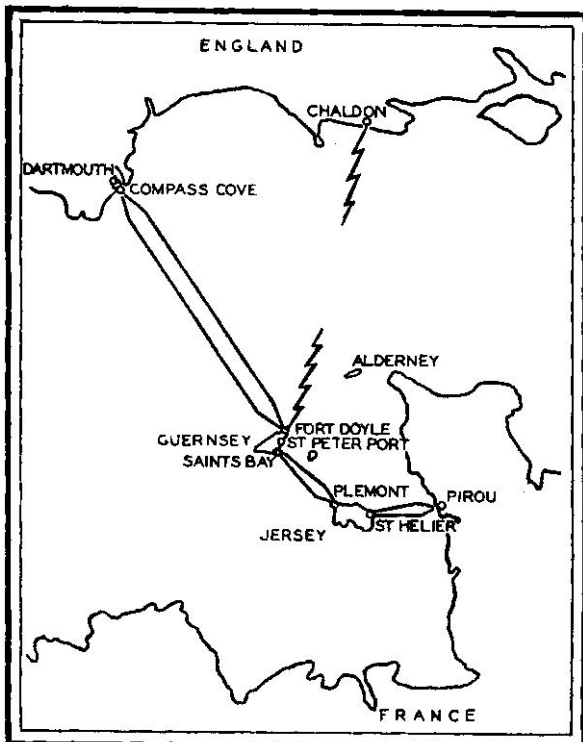 ENGLAND
CHALDON
DARTMOUTH
COMPASS COVE
ALDERNEY
FORT DOYLE
GUERNSEY
ST PETER PORT
SAINTS BAY
PLEMONT
PIROU
ST HELIER
JERSEY
FRANCE